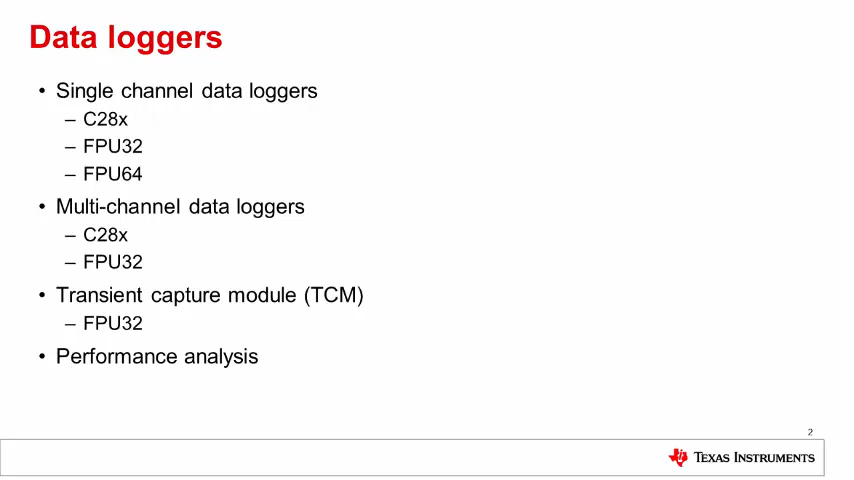 Data loggers
• Single channel data loggers
– C28x
– FPU32
– FPU64
• Multi-channel data loggers
– C28x
– FPU32
• Transient capture module (TCM)
– FPU32
• Performance analysis
2
TEXAS INSTRUMENTS